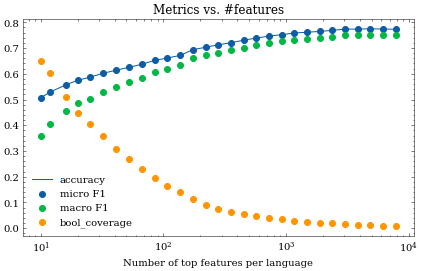 Metrics vs. #features
0.8
0.7
0.6
0.5
0.4
0.3
0.2
0.1
0.0
accuracy
micro F1
macro F1
bool_coverage
10¹
10²
10³
10⁴
Number of top features per language